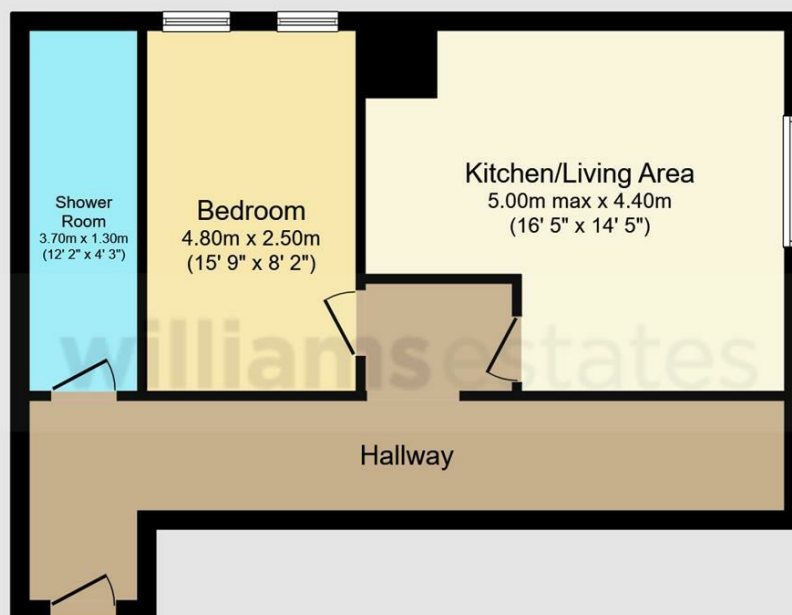 Shower
Room
3.70m x 1.30m
(12' 2" x 4' 3")
Bedroom
4.80m x 2.50m
(15' 9" x 8' 2")
Kitchen/Living Area
5.00m max x 4.40m
(16' 5" x 14' 5")
williamsestates
Hallway